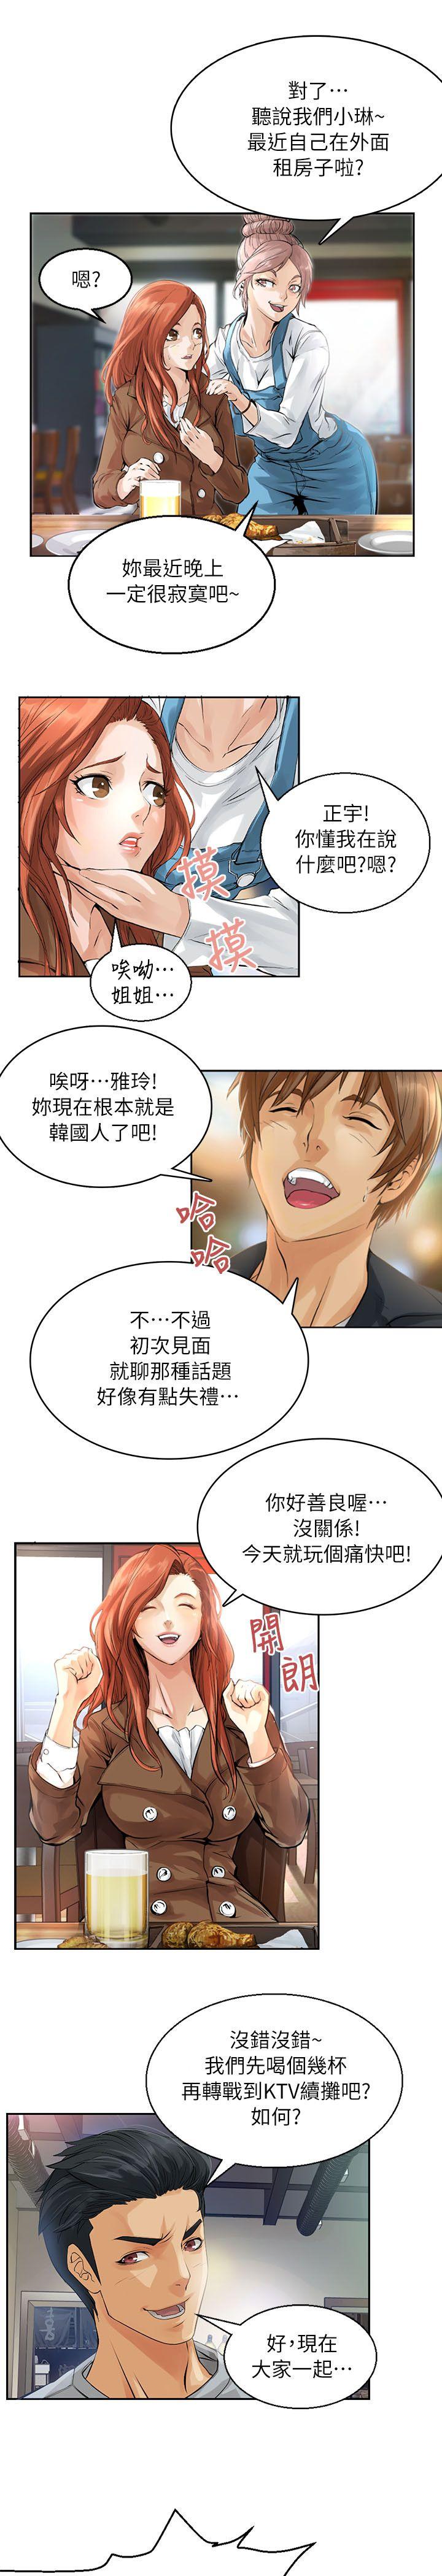 對了…
聽說我們小琳~
最近自己在外面
租房子啦?
嗯?
妳最近晚上
一定很寂寞吧~
正宇!
你懂我在說
什麼吧?嗯?
摸
摸
唉呦…
姐姐…
唉呀…雅玲!
妳現在根本就是
韓國人了吧!
哈
哈
不…不過
初次見面
就聊那種話題
好像有點失禮…
你好善良喔…
沒關係!
今天就玩個痛快吧!
開
朗
沒錯沒錯~
我們先喝個幾杯
再轉戰到KTV續攤吧?
如何?
好,現在
大家一起…